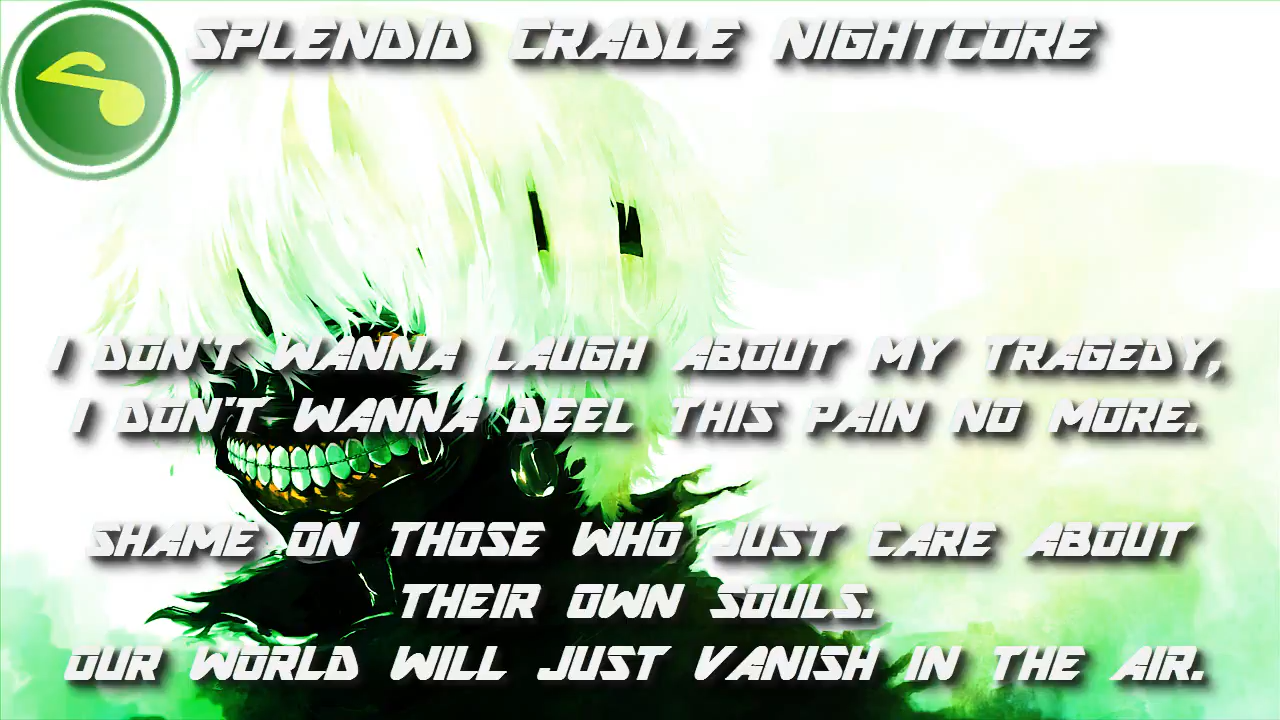 SPLENDID CRADLE NIGHTCORE
I DON'T WANNA LAUGH ABOUT MY TRAGEDY,
I DON'T WANNA DEEL THIS PAIN NO MORE.
SHAME ON THOSE WHO JUST CARE ABOUT
THEIR OWN SOULS.
OUR WORLD WILL JUST VANISH IN THE AIR.